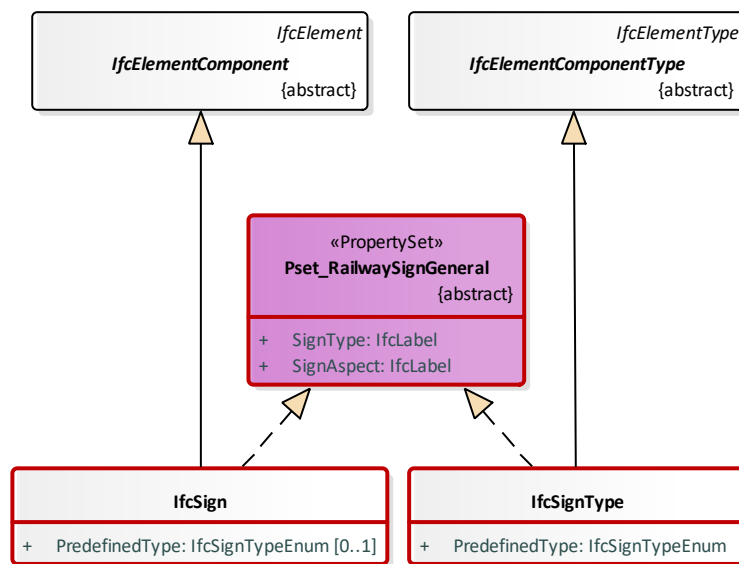 IfcElement
IfcElementComponent
{abstract}
IfcElementType
IfcElementComponentType
{abstract}
«PropertySet»
Pset_RailwaySignGeneral
{abstract}
+ SignType: IfcLabel
+ SignAspect: IfcLabel
IfcSign
+ PredefinedType: IfcSignTypeEnum [0..1]
IfcSignType
+ PredefinedType: IfcSignTypeEnum